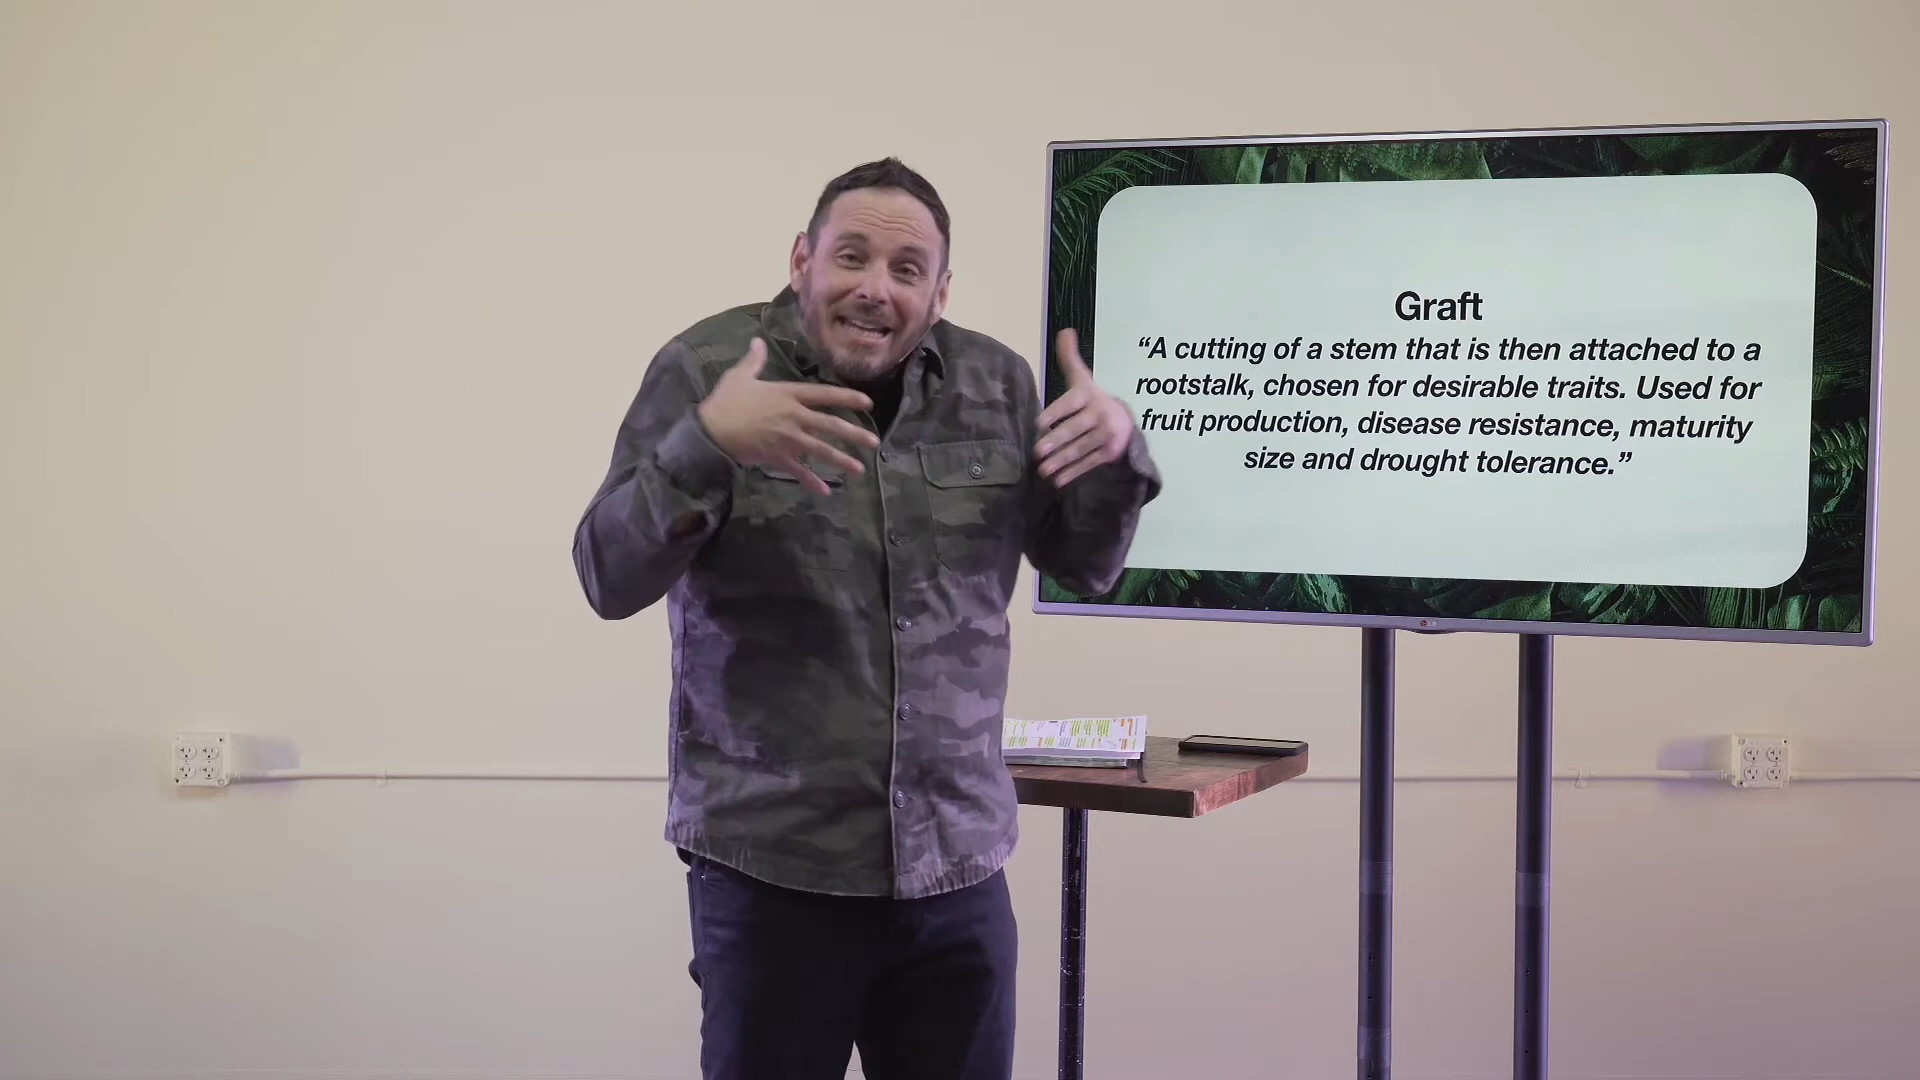 Graft
“A cutting of a stem that is then attached to a
rootstalk, chosen for desirable traits. Used for
fruit production, disease resistance, maturity
size and drought tolerance.”
LG